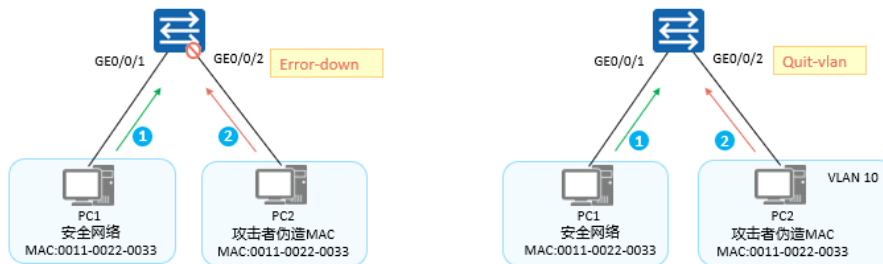 GE0/0/1
GE0/0/2
Error-down
1
2
PC1
安全网络
MAC:0011-0022-0033
PC2
攻击者伪造MAC
MAC:0011-0022-0033
GE0/0/1
GE0/0/2
Quit-vlan
1
2
PC1
安全网络
MAC:0011-0022-0033
VLAN 10
PC2
攻击者伪造MAC
MAC:0011-0022-0033